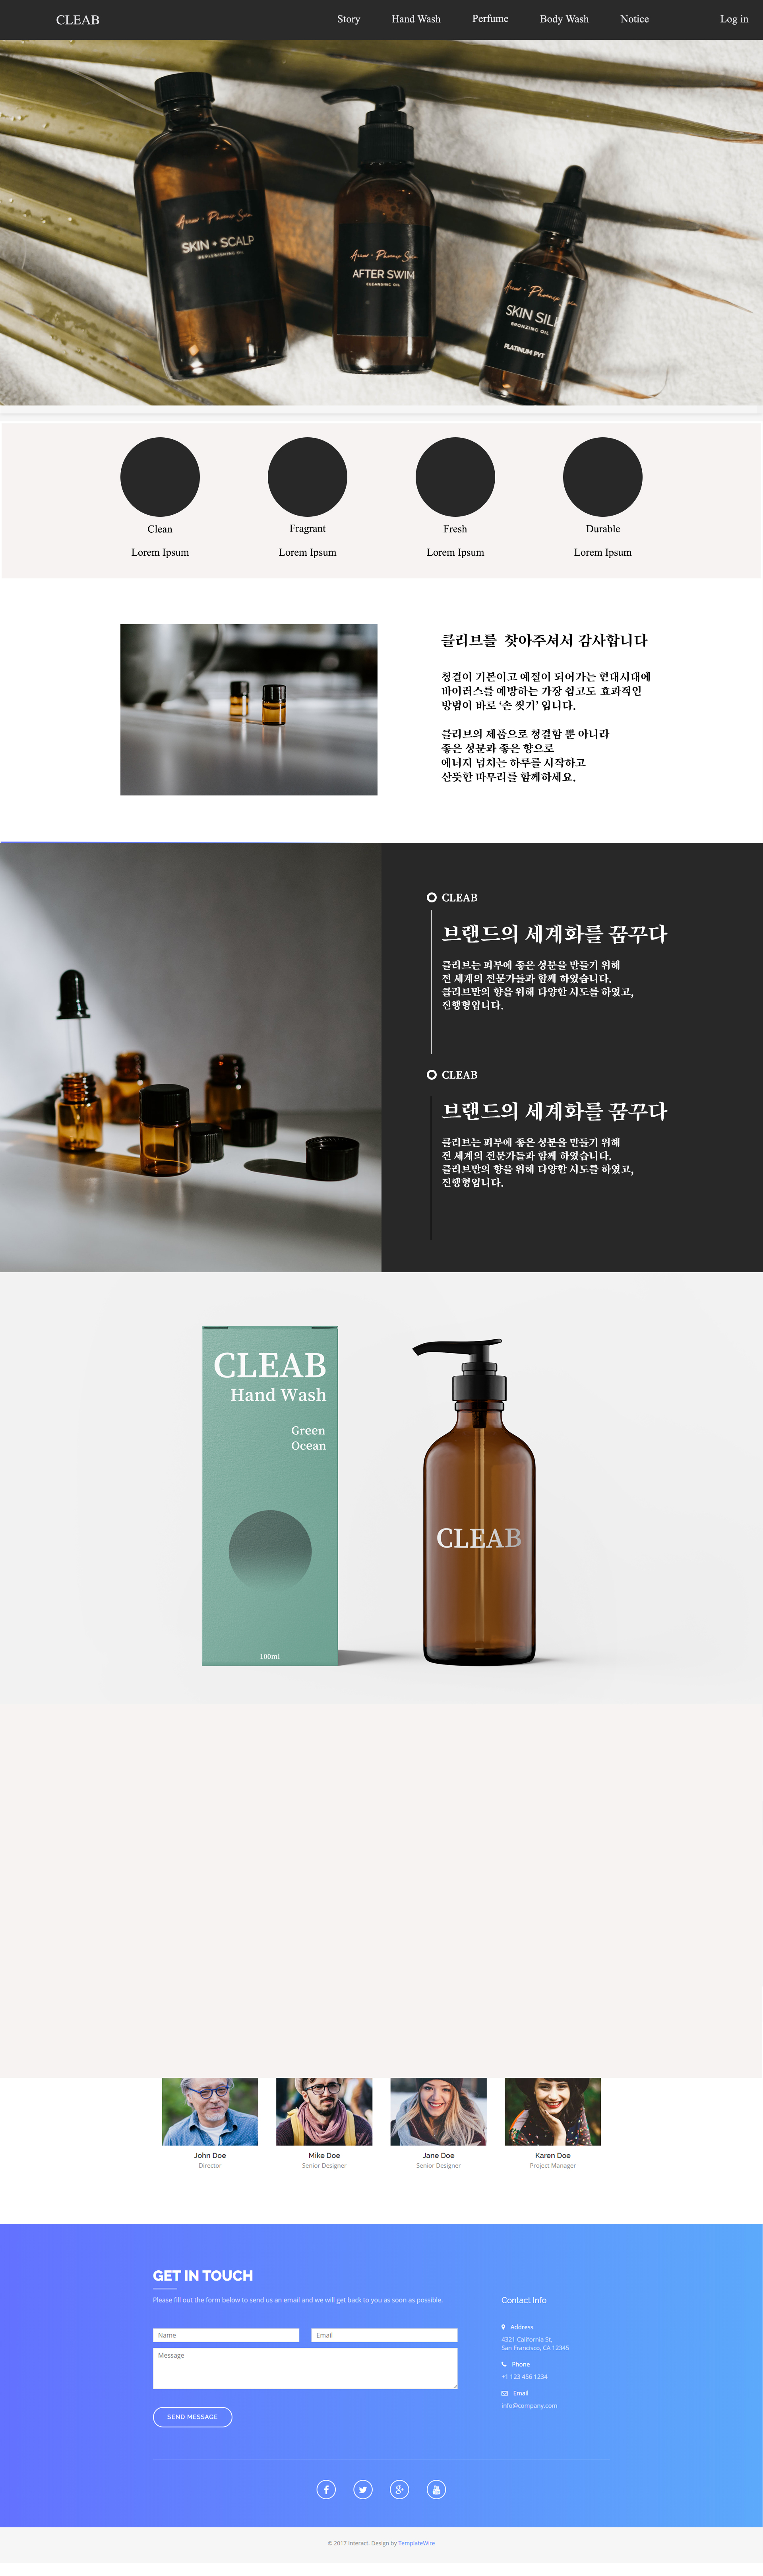 CLEAB
Story Hand Wash Perfume Body Wash Notice Log in
Arrow + Phoenix Skin
SKIN + SCALP
REPLENISHING OIL
Arrow + Phoenix Skin
AFTER SWIM
CLEANSING OIL
Arrow + Phoenix Skin
SKIN SILK
BRONZING OIL
PLATINUM PYT
Clean Fragrant Fresh Durable
Lorem Ipsum Lorem Ipsum Lorem Ipsum Lorem Ipsum
클리브를 찾아주셔서 감사합니다
청결이 기본이고 예절이 되어가는 현대시대에
바이러스를 예방하는 가장 쉽고도 효과적인
방법이 바로 ‘손 씻기’ 입니다.
클리브의 제품으로 청결함 뿐 아니라
좋은 성분과 좋은 향으로
에너지 넘치는 하루를 시작하고
산뜻한 마무리를 함께하세요.
CLEAB
브랜드의 세계화를 꿈꾸다
클리브는 피부에 좋은 성분을 만들기 위해
전 세계의 전문가들과 함께 하였습니다.
클리브만의 향을 위해 다양한 시도를 하였고,
진행형입니다.
CLEAB
브랜드의 세계화를 꿈꾸다
클리브는 피부에 좋은 성분을 만들기 위해
전 세계의 전문가들과 함께 하였습니다.
클리브만의 향을 위해 다양한 시도를 하였고,
진행형입니다.
CLEAB
Hand Wash
Green
Ocean
100ml
CLEAB
John Doe Mike Doe Jane Doe Karen Doe
Director Senior Designer Senior Designer Project Manager
GET IN TOUCH
Please fill out the form below to send us an email and we will get back to you as soon as possible.
Name Email
Message
SEND MESSAGE
Contact Info
Address
4321 California St,
San Francisco, CA 12345
Phone
+1 123 456 1234
Email
info@company.com
© 2017 Interact. Design by TemplateWire